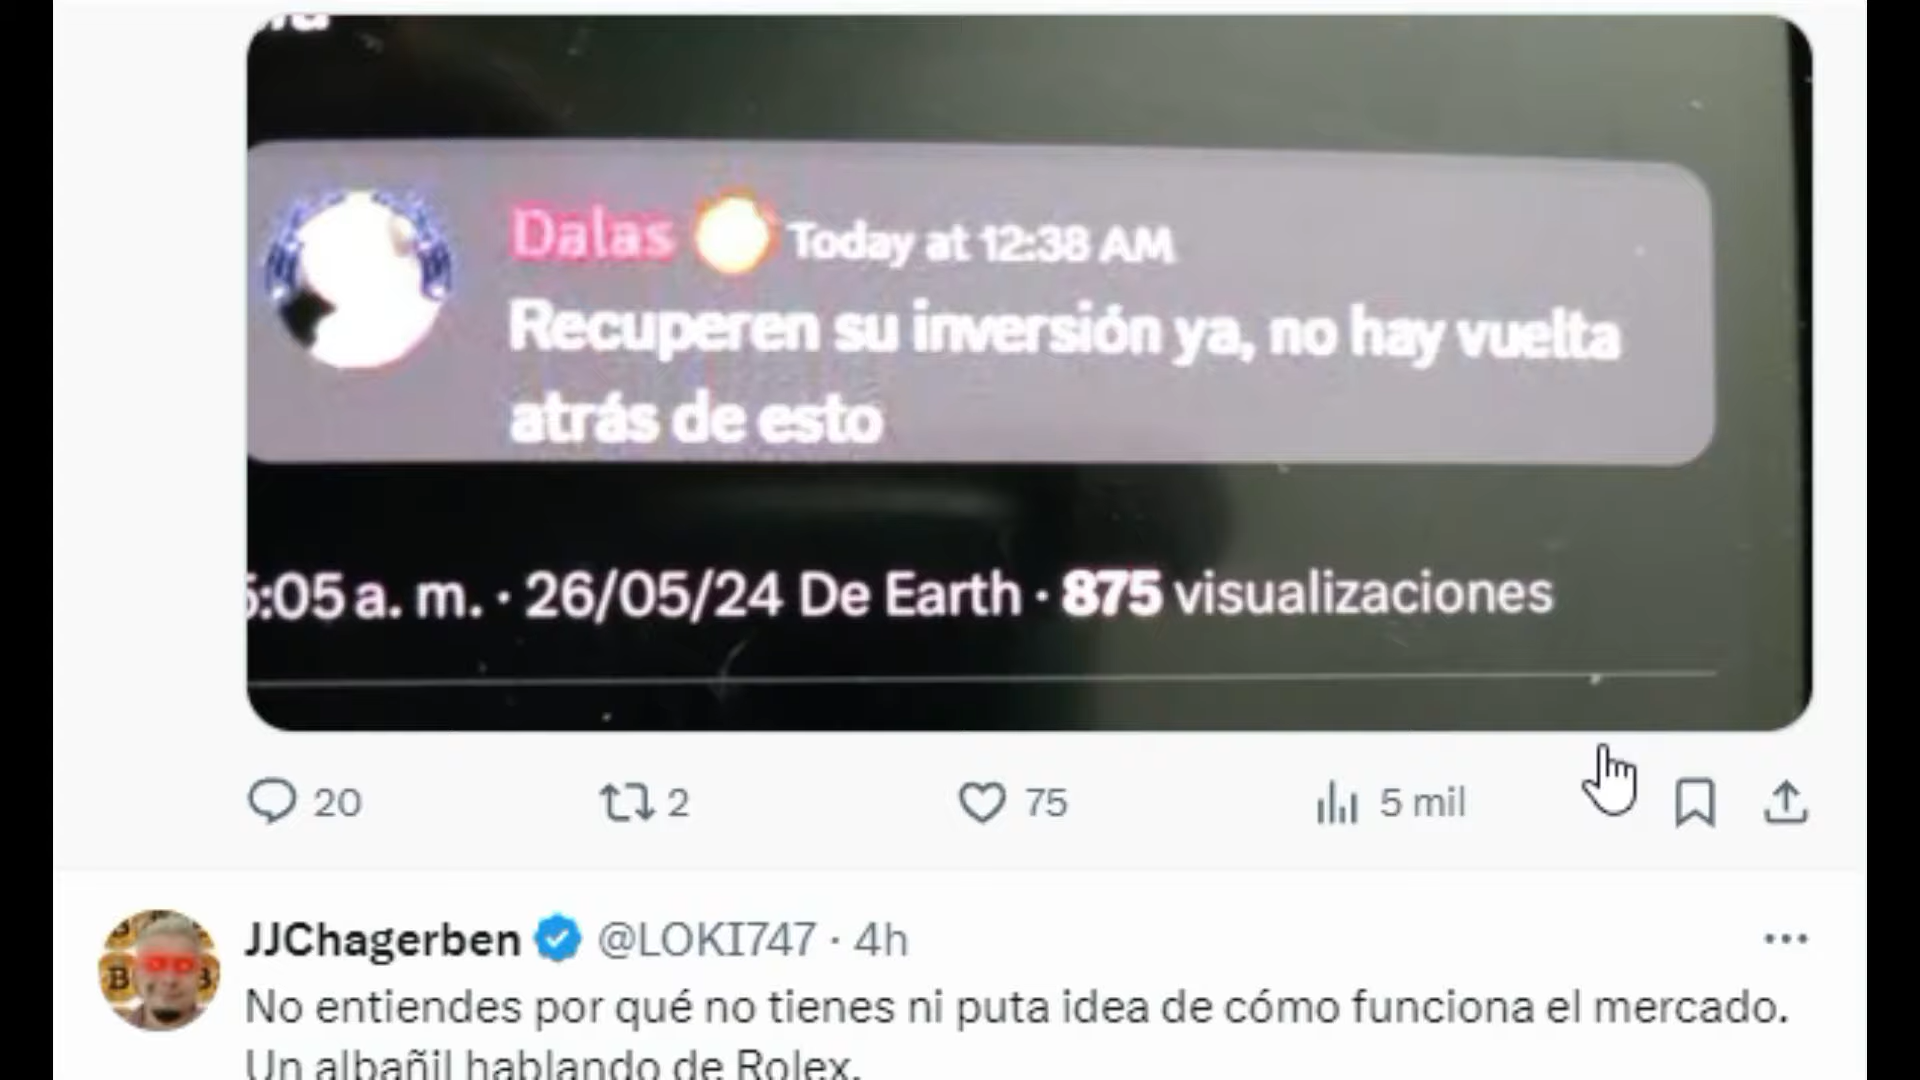 Dalas Today at 12:38 AM
Recuperen su inversión ya, no hay vuelta
atrás de esto
5:05 a. m. · 26/05/24 De Earth · 875 visualizaciones
20 2 75 5 mil
JJChagerben @LOKI747 · 4h
No entiendes por qué no tienes ni puta idea de cómo funciona el mercado.
Un albañil hablando de Rolex.